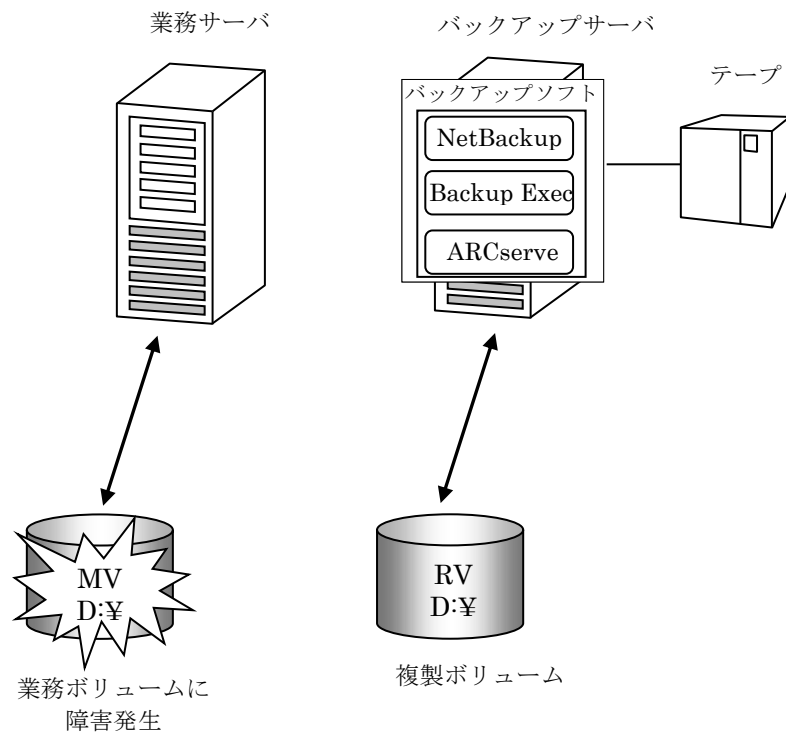 業務サーバ
バックアップサーバ
テープ
バックアップソフト
NetBackup
Backup Exec
ARCserve
MV
D:¥
RV
D:¥
業務ボリュームに
障害発生
複製ボリューム